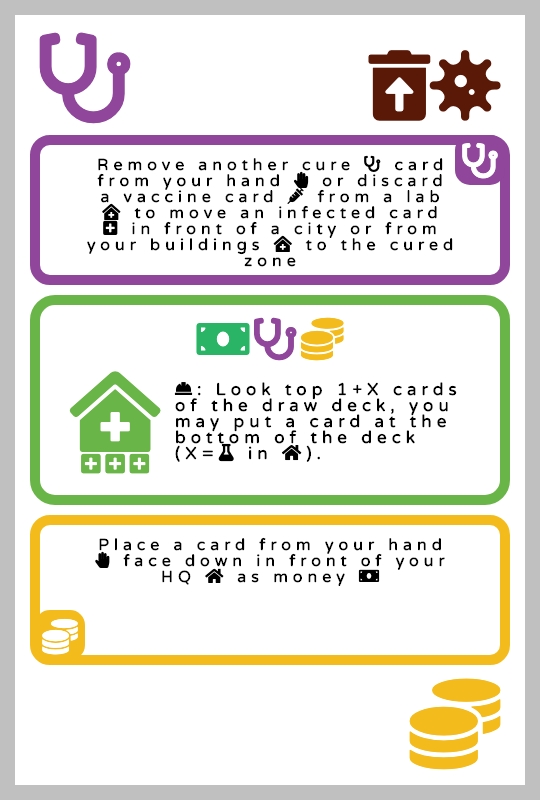 Remove another cure card
from your hand or discard
a vaccine card from a lab
to move an infected card
in front of a city or from
your buildings to the cured
zone
: Look top 1+X cards
of the draw deck, you
may put a card at the
bottom of the deck
(X= in ).
Place a card from your hand
face down in front of your
HQ as money